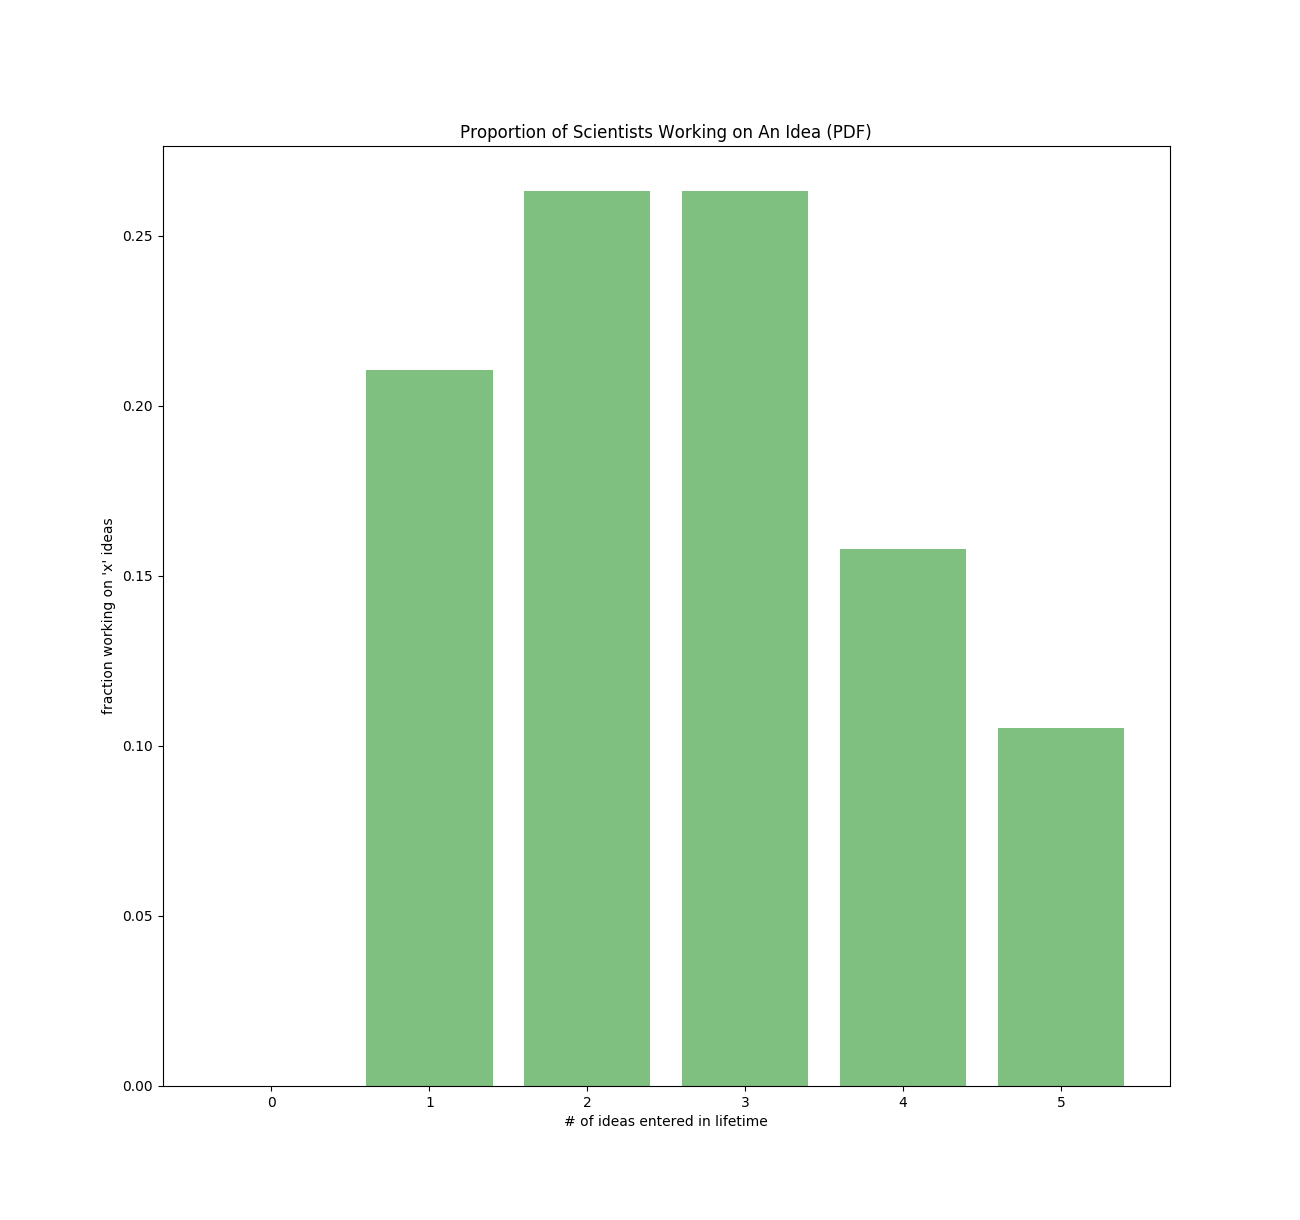 Proportion of Scientists Working on An Idea (PDF)
0.25
0.20
0.15
0.10
0.05
0.00
fraction working on 'x' ideas
0 1 2 3 4 5
# of ideas entered in lifetime